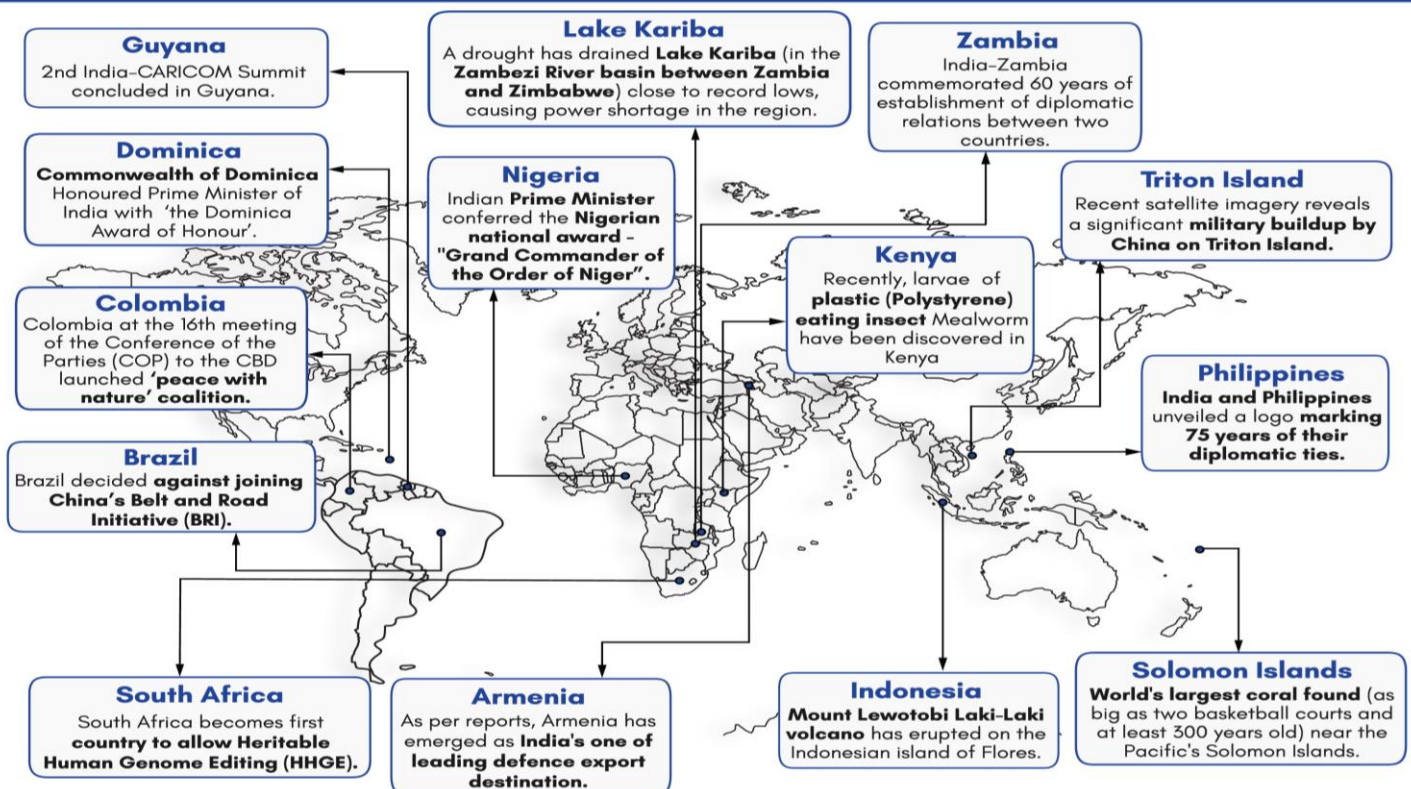 Guyana
2nd India-CARICOM Summit
concluded in Guyana.
Lake Kariba
A drought has drained Lake Kariba (in the
Zambezi River basin between Zambia
and Zimbabwe) close to record lows,
causing power shortage in the region.
Zambia
India-Zambia
commemorated 60 years of
establishment of diplomatic
relations between two
countries.
Dominica
Commonwealth of Dominica
Honoured Prime Minister of
India with 'the Dominica
Award of Honour'.
Nigeria
Indian Prime Minister
conferred the Nigerian
national award -
"Grand Commander of
the Order of Niger".
Triton Island
Recent satellite imagery reveals
a significant military buildup by
China on Triton Island.
Kenya
Recently, larvae of
plastic (Polystyrene)
eating insect Mealworm
have been discovered in
Kenya
Colombia
Colombia at the 16th meeting
of the Conference of the
Parties (COP) to the CBD
launched 'peace with
nature' coalition.
Philippines
India and Philippines
unveiled a logo marking
75 years of their
diplomatic ties.
Brazil
Brazil decided against joining
China's Belt and Road
Initiative (BRI).
South Africa
South Africa becomes first
country to allow Heritable
Human Genome Editing (HHGE).
Armenia
As per reports, Armenia has
emerged as India's one of
leading defence export
destination.
Indonesia
Mount Lewotobi Laki-Laki
volcano has erupted on the
Indonesian island of Flores.
Solomon Islands
World's largest coral found (as
big as two basketball courts and
at least 300 years old) near the
Pacific's Solomon Islands.